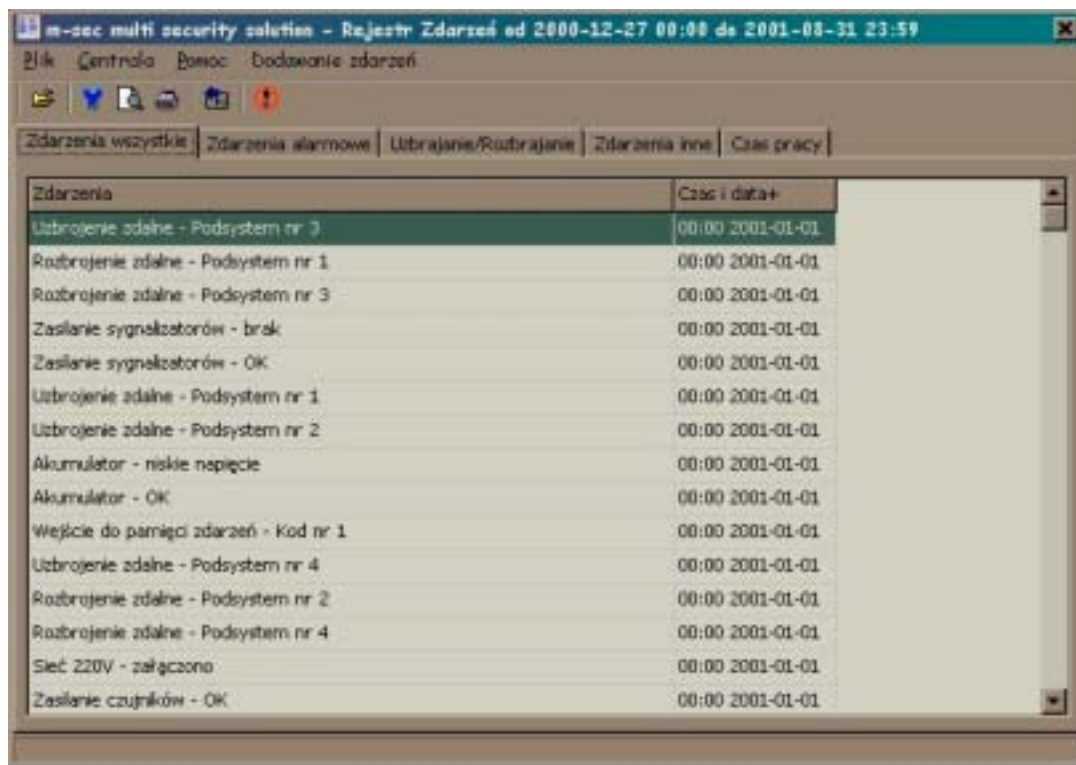 m-sec multi security solution - Rejestr Zdarzeń od 2000-12-27 00:00 do 2001-08-31 23:59
Plik Centrala Pomoc Dodawanie zdarzeń
Zdarzenia wszystkie Zdarzenia alarmowe Uzbrajanie/Rozbrajanie Zdarzenia inne Czas pracy
Zdarzenia Czas i data+
Uzbrojenie zdalne - Podsystem nr 3 00:00 2001-01-01
Rozbrojenie zdalne - Podsystem nr 1 00:00 2001-01-01
Rozbrojenie zdalne - Podsystem nr 3 00:00 2001-01-01
Zasilanie sygnalizatorów - brak 00:00 2001-01-01
Zasilanie sygnalizatorów - OK 00:00 2001-01-01
Uzbrojenie zdalne - Podsystem nr 1 00:00 2001-01-01
Uzbrojenie zdalne - Podsystem nr 2 00:00 2001-01-01
Akumulator - niskie napięcie 00:00 2001-01-01
Akumulator - OK 00:00 2001-01-01
Wejście do pamięci zdarzeń - Kod nr 1 00:00 2001-01-01
Uzbrojenie zdalne - Podsystem nr 4 00:00 2001-01-01
Rozbrojenie zdalne - Podsystem nr 2 00:00 2001-01-01
Rozbrojenie zdalne - Podsystem nr 4 00:00 2001-01-01
Sieć 220V - załączono 00:00 2001-01-01
Zasilanie czujników - OK 00:00 2001-01-01